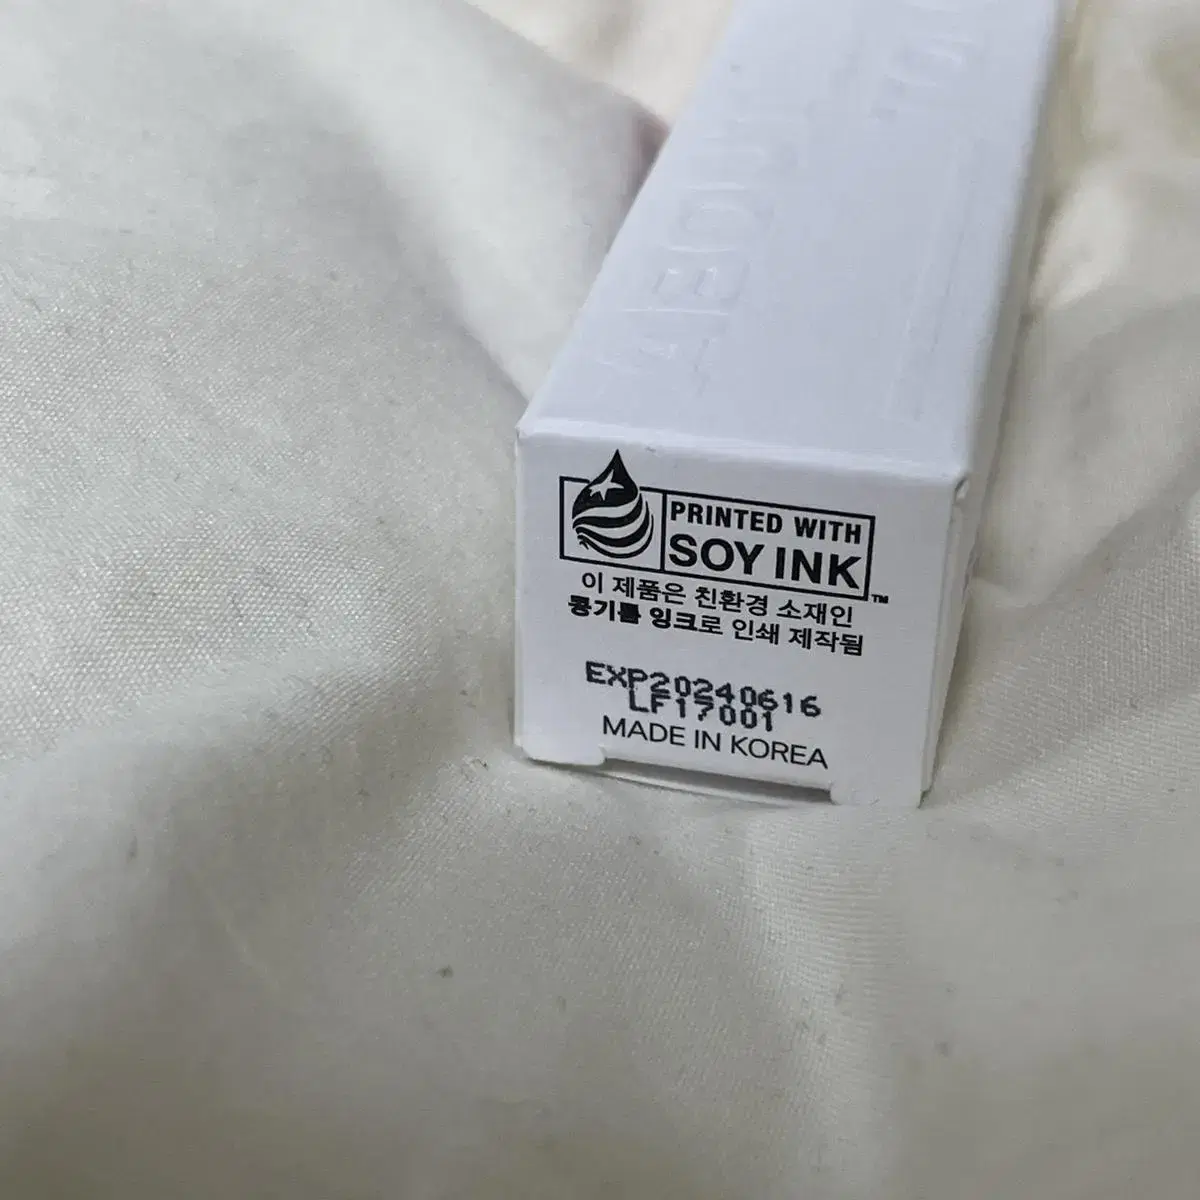 PRINTED WITH
SOY INK
™
이 제품은 친환경 소재인
콩기름 잉크로 인쇄 제작됨
EXP20240616
LF17001
MADE IN KOREA